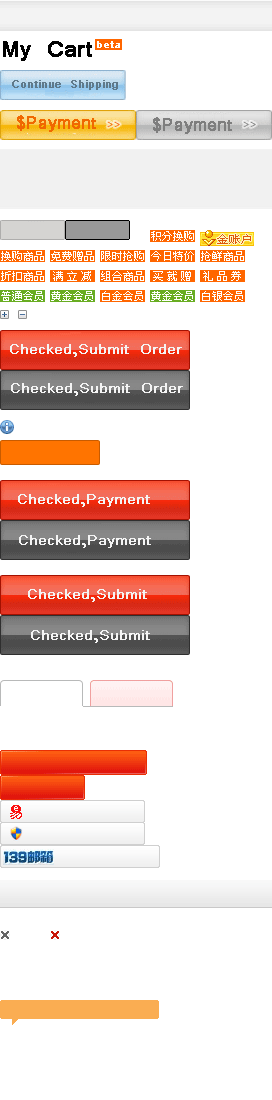 My Cart beta
Continue Shipping
$Payment >> $Payment >>
积分换购 金账户
换购商品 免费赠品 限时抢购 今日特价 抢鲜商品
折扣商品 满立减 组合商品 买就赠 礼品券
普通会员 黄金会员 白金会员 黄金会员 白银会员
Checked,Submit Order
Checked,Submit Order
Checked,Payment
Checked,Payment
Checked,Submit
Checked,Submit
139邮箱